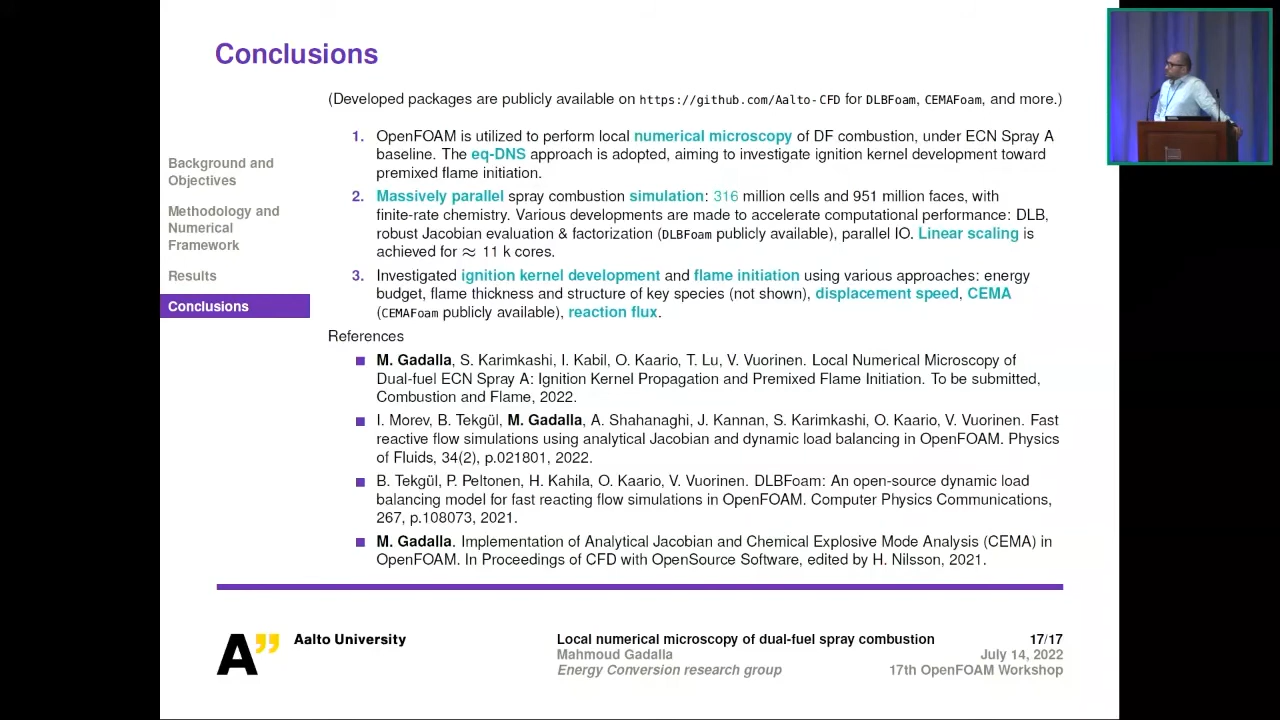 Conclusions
(Developed packages are publicly available on https://github.com/Aalto-CFD for DLBFoam, CEMAFoam, and more.)
Background and
Objectives
Methodology and
Numerical
Framework
Results
Conclusions
1. OpenFOAM is utilized to perform local numerical microscopy of DF combustion, under ECN Spray A
baseline. The eq-DNS approach is adopted, aiming to investigate ignition kernel development toward
premixed flame initiation.
2. Massively parallel spray combustion simulation: 316 million cells and 951 million faces, with
finite-rate chemistry. Various developments are made to accelerate computational performance: DLB,
robust Jacobian evaluation & factorization (DLBFoam publicly available), parallel IO. Linear scaling is
achieved for ≈ 11 k cores.
3. Investigated ignition kernel development and flame initiation using various approaches: energy
budget, flame thickness and structure of key species (not shown), displacement speed, CEMA
(CEMAFoam publicly available), reaction flux.
References
M. Gadalla, S. Karimkashi, I. Kabil, O. Kaario, T. Lu, V. Vuorinen. Local Numerical Microscopy of
Dual-fuel ECN Spray A: Ignition Kernel Propagation and Premixed Flame Initiation. To be submitted,
Combustion and Flame, 2022.
I. Morev, B. Tekgül, M. Gadalla, A. Shahanaghi, J. Kannan, S. Karimkashi, O. Kaario, V. Vuorinen. Fast
reactive flow simulations using analytical Jacobian and dynamic load balancing in OpenFOAM. Physics
of Fluids, 34(2), p.021801, 2022.
B. Tekgül, P. Peltonen, H. Kahila, O. Kaario, V. Vuorinen. DLBFoam: An open-source dynamic load
balancing model for fast reacting flow simulations in OpenFOAM. Computer Physics Communications,
267, p.108073, 2021.
M. Gadalla. Implementation of Analytical Jacobian and Chemical Explosive Mode Analysis (CEMA) in
OpenFOAM. In Proceedings of CFD with OpenSource Software, edited by H. Nilsson, 2021.
A”
Aalto University
Local numerical microscopy of dual-fuel spray combustion
Mahmoud Gadalla
Energy Conversion research group
17/17
July 14, 2022
17th OpenFOAM Workshop